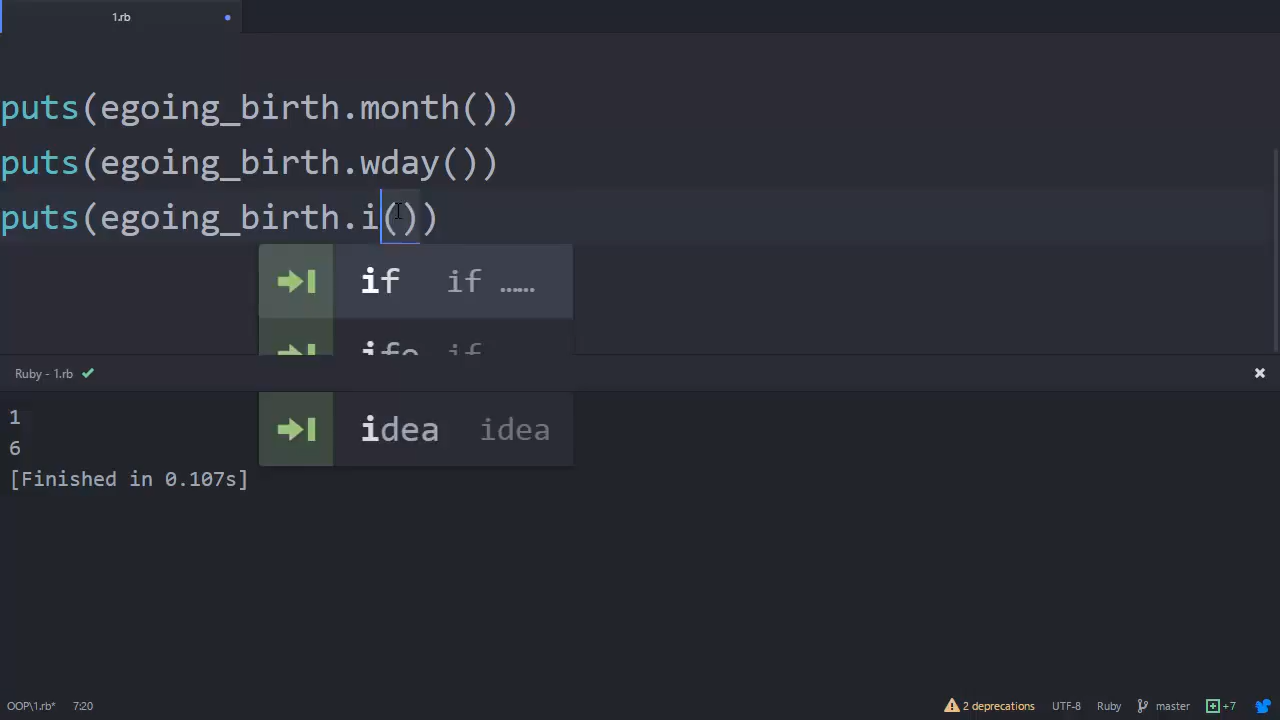 1.rb
puts(egoing_birth.month())
puts(egoing_birth.wday())
puts(egoing_birth.i())
if if ……
Ruby - 1.rb
1
6
idea idea
[Finished in 0.107s]
OOP\1.rb* 7:20 2 deprecations UTF-8 Ruby master +7